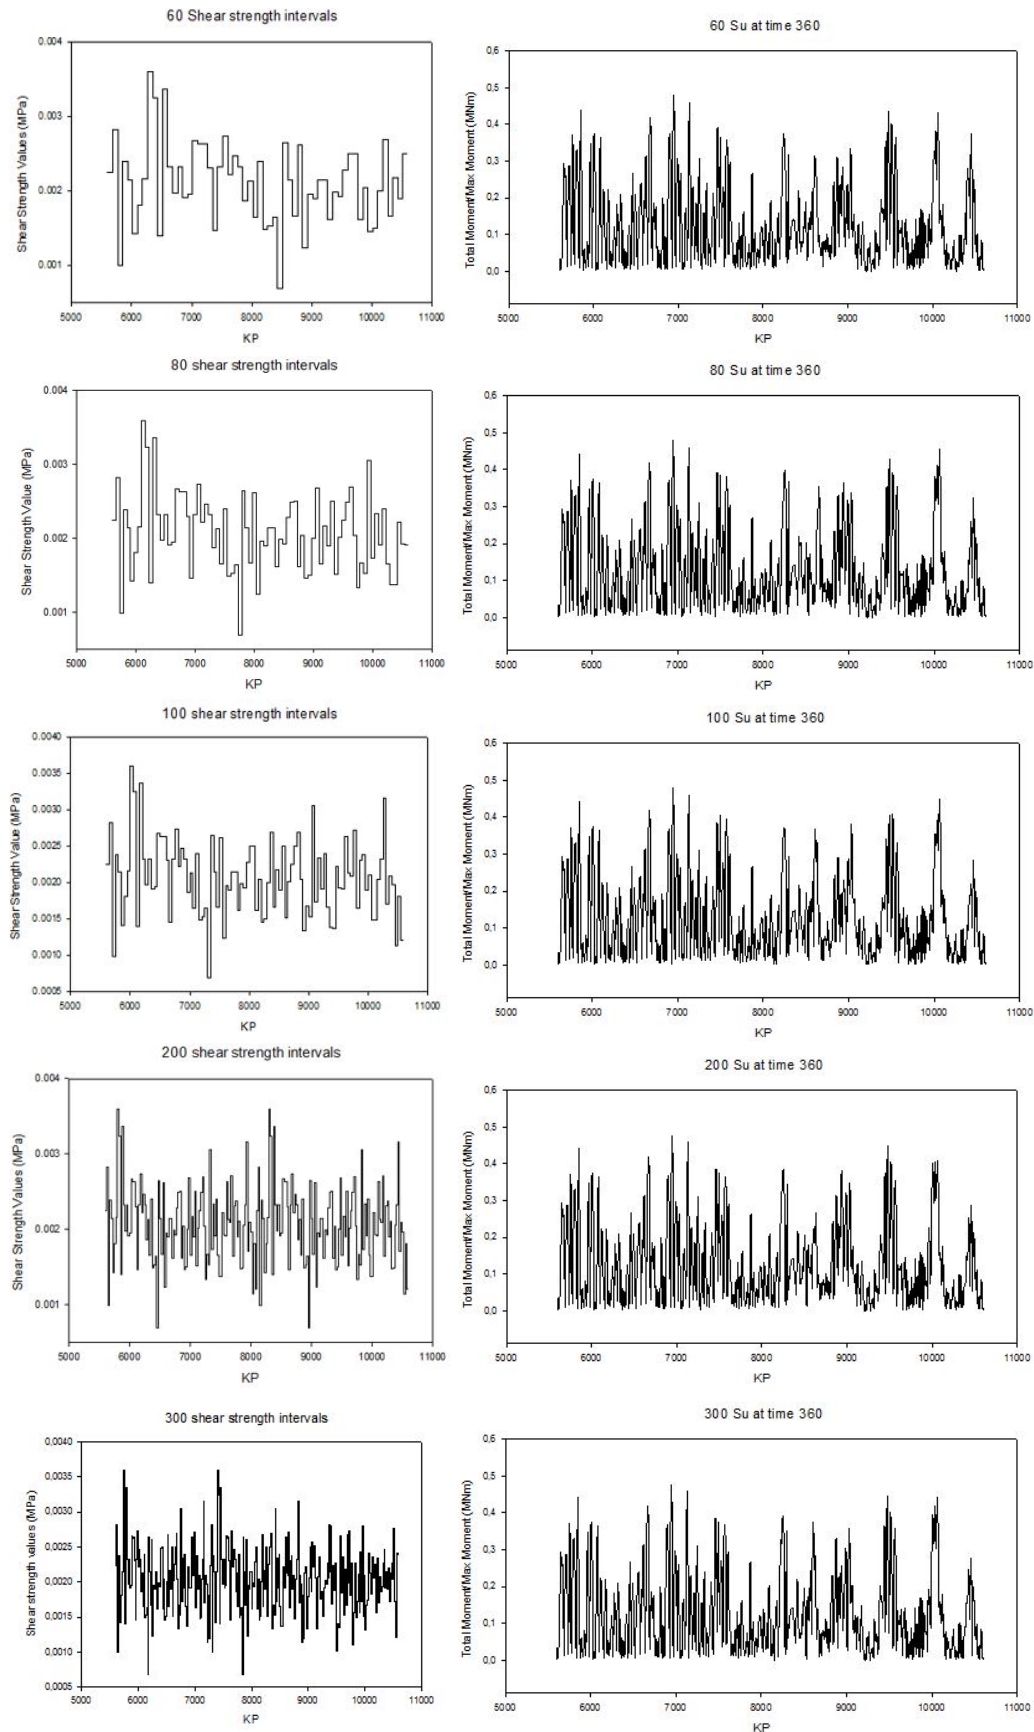 60 Shear strength intervals
Shear Strength Values (MPa)
0.004
0.003
0.002
0.001
5000 6000 7000 8000 9000 10000 11000
KP
60 Su at time 360
Total Moment/Max Moment (MNm)
0,6
0,5
0,4
0,3
0,2
0,1
0,0
5000 6000 7000 8000 9000 10000 11000
KP
80 shear strength intervals
Shear Strength Value (MPa)
0.004
0.003
0.002
0.001
5000 6000 7000 8000 9000 10000 11000
KP
80 Su at time 360
Total Moment/Max Moment (MNm)
0,6
0,5
0,4
0,3
0,2
0,1
0,0
5000 6000 7000 8000 9000 10000 11000
KP
100 shear strength intervals
Shear Strength Value (MPa)
0.0040
0.0035
0.0030
0.0025
0.0020
0.0015
0.0010
0.0005
5000 6000 7000 8000 9000 10000 11000
KP
100 Su at time 360
Total Moment/Max Moment (MNm)
0,6
0,5
0,4
0,3
0,2
0,1
0,0
5000 6000 7000 8000 9000 10000 11000
KP
200 shear strength intervals
Shear Strength Values (MPa)
0.004
0.003
0.002
0.001
5000 6000 7000 8000 9000 10000 11000
KP
200 Su at time 360
Total Moment/Max Moment (MNm)
0,6
0,5
0,4
0,3
0,2
0,1
0,0
5000 6000 7000 8000 9000 10000 11000
KP
300 shear strength intervals
Shear strength values (MPa)
0,0040
0,0035
0,0030
0,0025
0,0020
0,0015
0,0010
0,0005
5000 6000 7000 8000 9000 10000 11000
KP
300 Su at time 360
Total Moment/Max Moment (MNm)
0,6
0,5
0,4
0,3
0,2
0,1
0,0
5000 6000 7000 8000 9000 10000 11000
KP